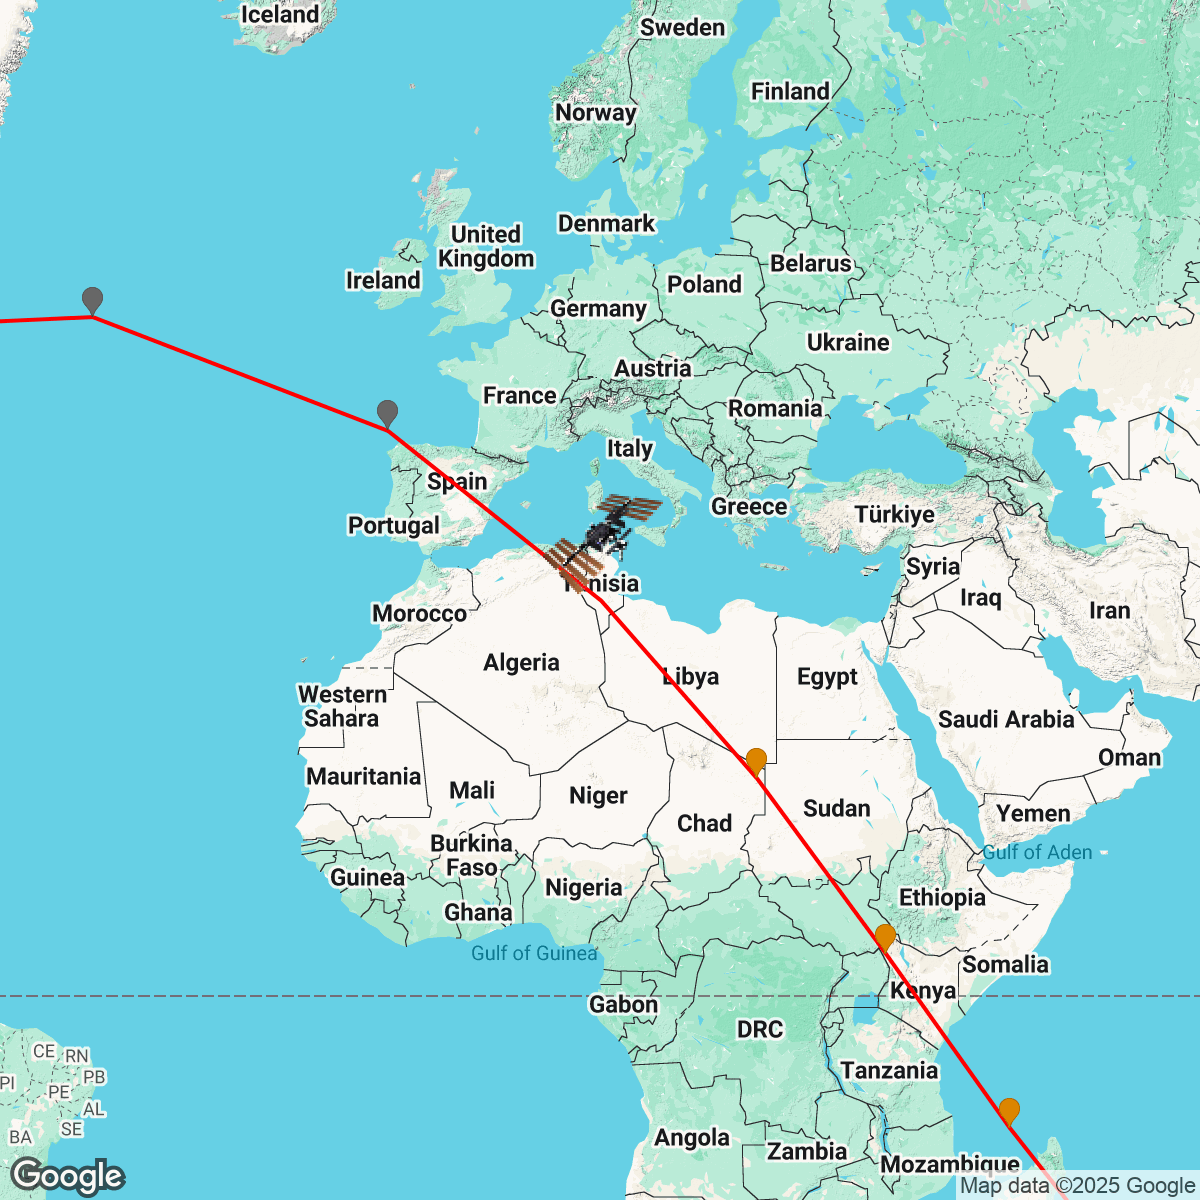 Iceland
Sweden
Finland
Norway
Denmark
United
Kingdom
Belarus
Ireland
Poland
Germany
Ukraine
Austria
France
Romania
Italy
Spain
Greece
Türkiye
Portugal
Syria
Tunisia
Iraq
Iran
Morocco
Algeria
Libya
Egypt
Western
Sahara
Saudi Arabia
Oman
Mauritania
Mali
Niger
Sudan
Yemen
Chad
Burkina
Faso
Gulf of Aden
Guinea
Nigeria
Ethiopia
Ghana
Gulf of Guinea
Somalia
Kenya
Gabon
DRC
CE
RN
PI
PB
PE
Tanzania
AL
SE
BA
Angola
Zambia
Mozambique
Google
Map data ©2025 Google